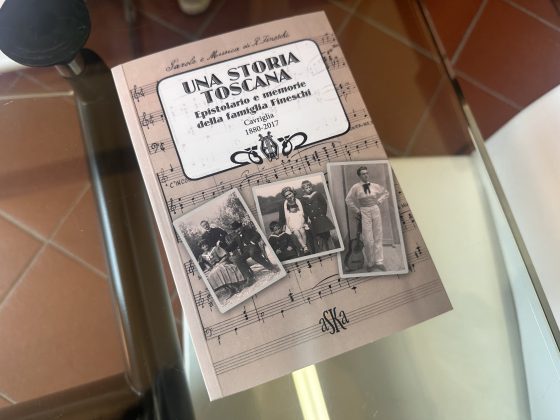 Parole e Musica di A. Fineschi
UNA STORIA
TOSCANA
Epistolario e memorie
della famiglia Fineschi
Cavriglia
1880-2017
aSKa